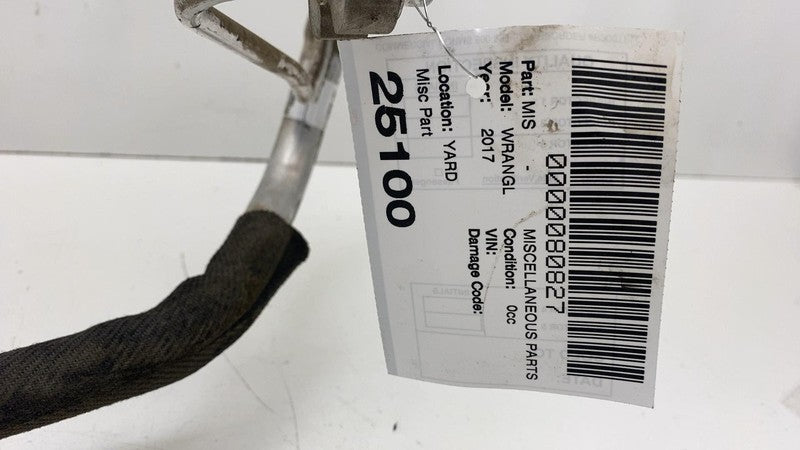 0000080827
Part: MIS - MISCELLANEOUS PARTS
Model: WRANGL Condition: 0cc
Year: 2017 VIN:
Damage Code:
Location: YARD
Misc Part
25100
DATE: